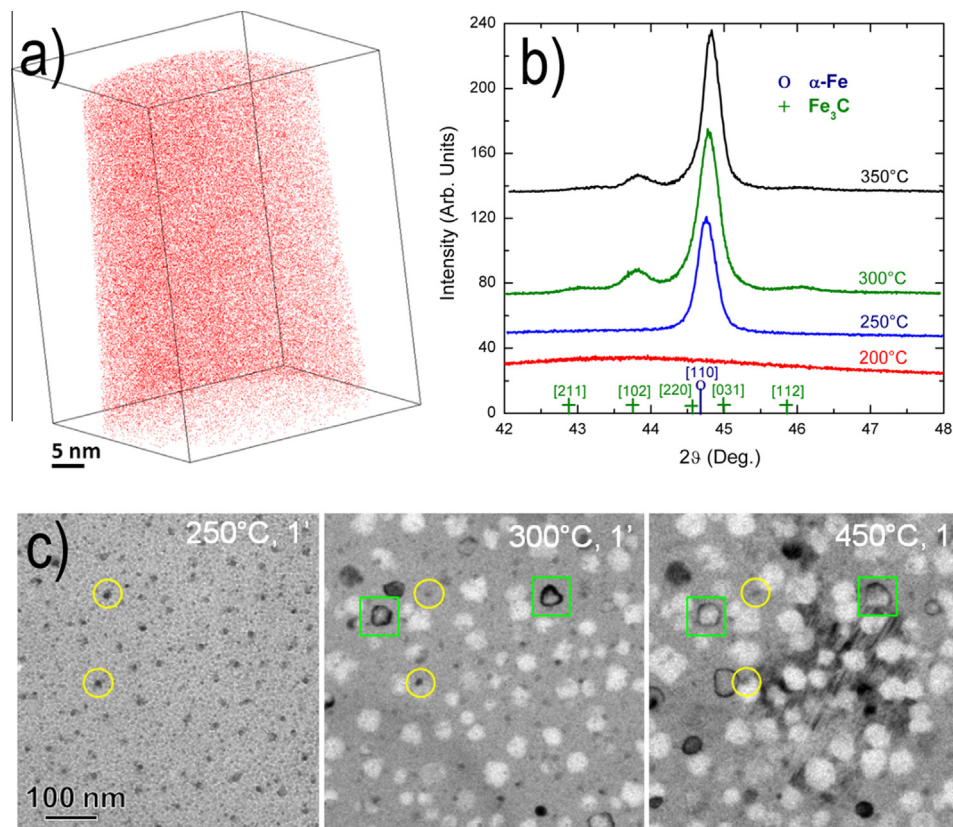 a)
5 nm
b)
Intensity (Arb. Units)
240
200
160
120
80
40
0
o α-Fe
+ Fe₃C
350°C
300°C
250°C
200°C
[110]
[211] [102] [220] [031] [112]
42 43 44 45 46 47 48
2ϑ (Deg.)
c)
250°C, 1'
100 nm
300°C, 1'
450°C, 1